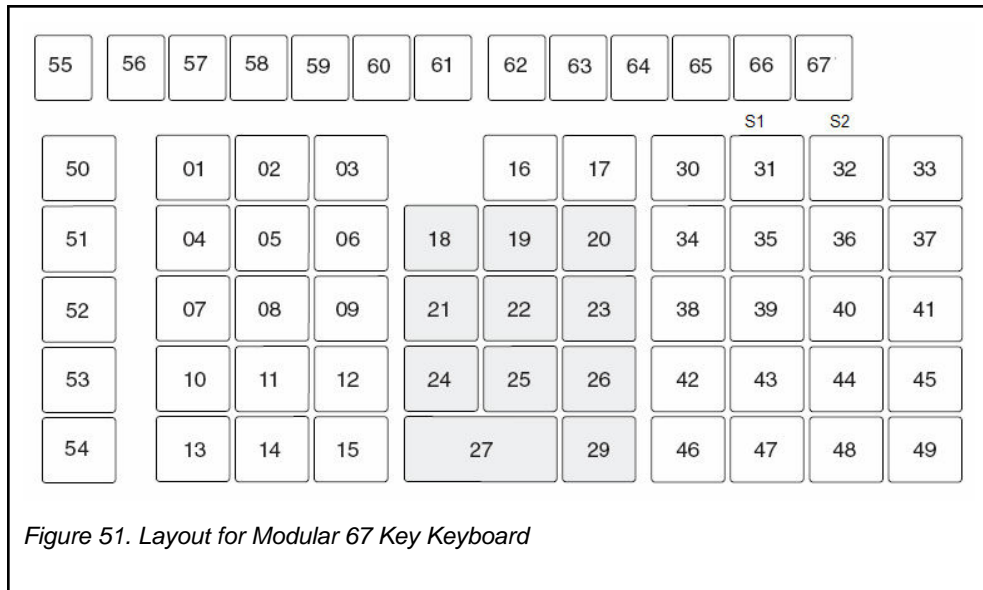 55 56 57 58 59 60 61 62 63 64 65 66 67
S1 S2
50 01 02 03 16 17 30 31 32 33
51 04 05 06 18 19 20 34 35 36 37
52 07 08 09 21 22 23 38 39 40 41
53 10 11 12 24 25 26 42 43 44 45
54 13 14 15 27 29 46 47 48 49
Figure 51. Layout for Modular 67 Key Keyboard